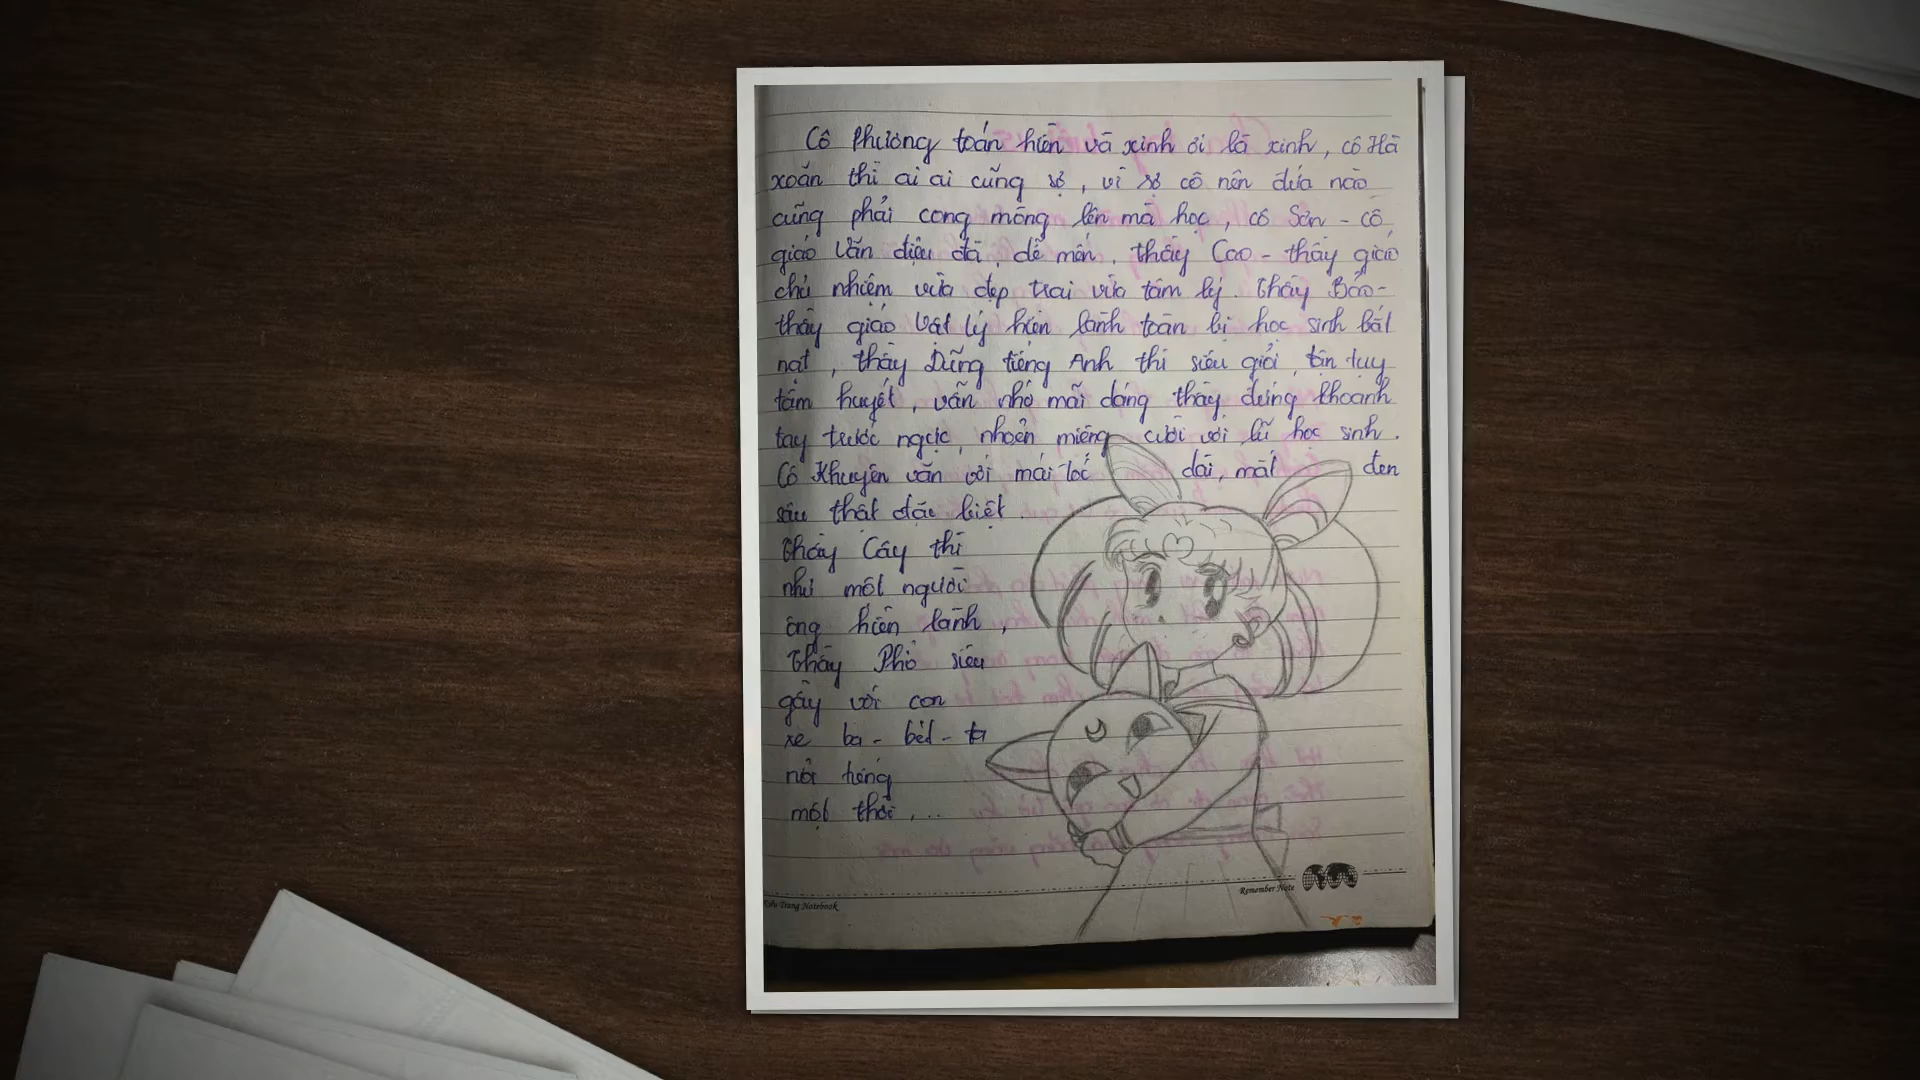 Cô Phương toán hiền và xinh ơi là xinh, cô Hà
xoăn thì ai ai cũng sợ, vì sợ cô nên đứa nào
cũng phải cong mông lên mà học, cô Sơn - cô
giáo Văn dịu dà, dễ mến, thầy Cao - thầy giáo
chủ nhiệm vừa đẹp trai vừa tâm lý. Thầy Bảo -
thầy giáo Vật lý hiền lành toàn bị học sinh bắt
nạt, thầy Dũng tiếng Anh thì siêu giỏi, tận tụy
tâm huyết, vẫn nhớ mãi dáng thầy đứng khoanh
tay trước ngực, nhoẻn miệng cười với lũ học sinh.
Cô Khuyên văn với mái tóc dài, mắt đen
sâu thật đặc biệt.
Thầy Cây thì
như một người
ông hiền lành,
Thầy Phò siêu
gầy với con
xe ba - bét - ta
nổi tiếng
một thời,...
Remember Note
Trang Notebook